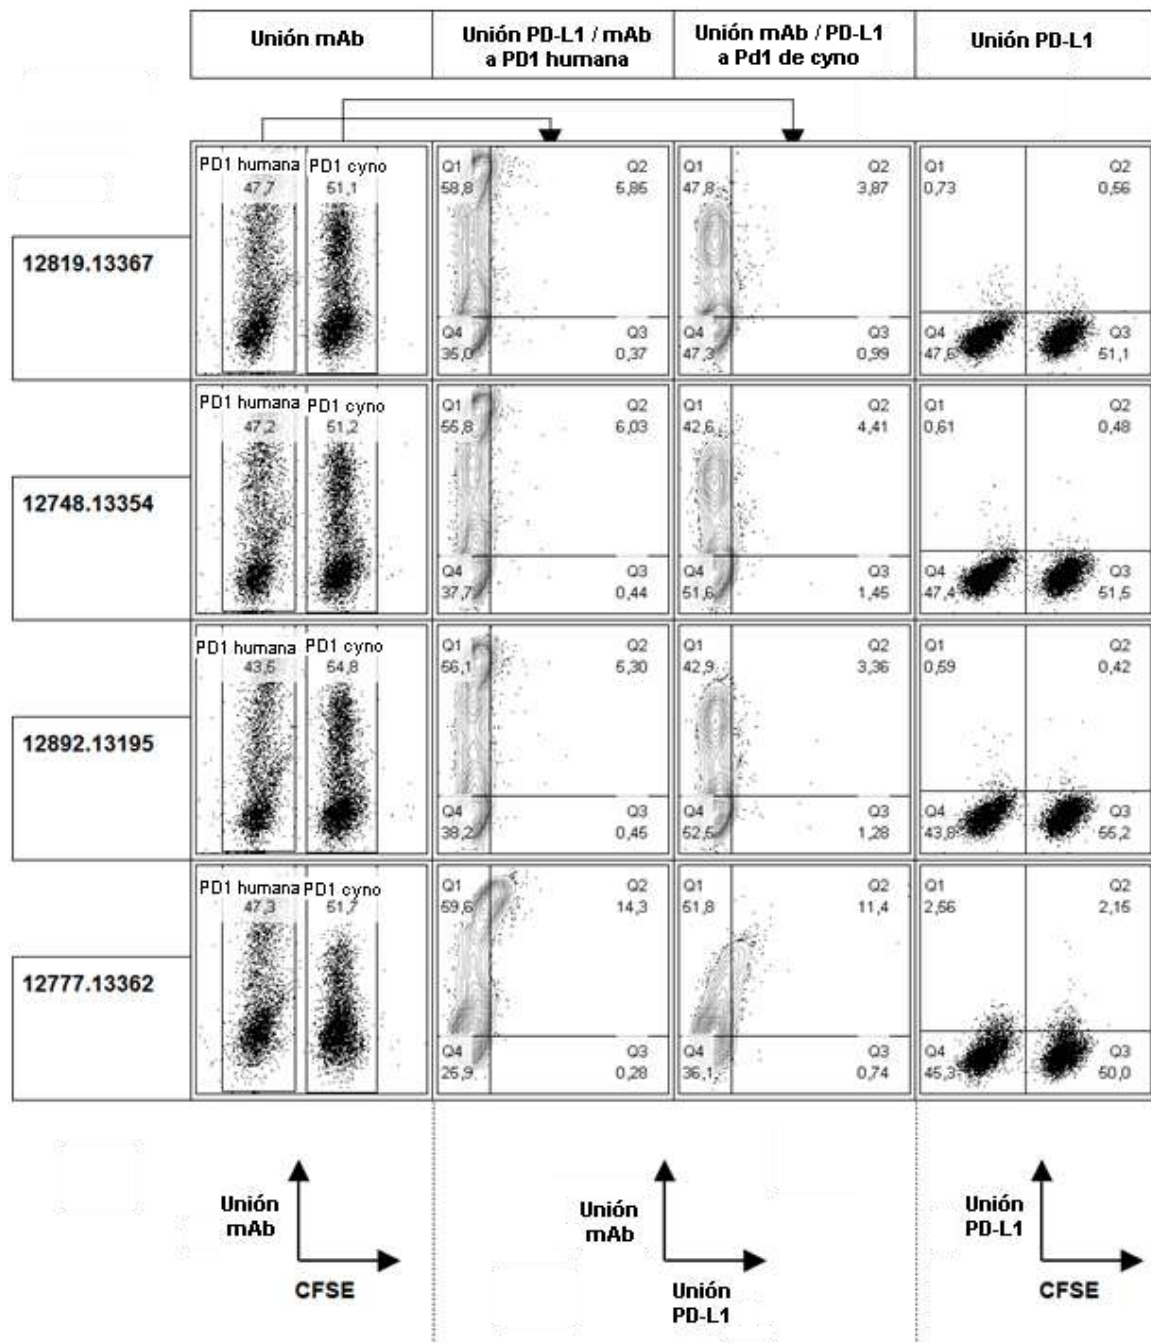 Unión mAb
Unión PD-L1 / mAb
a PD1 humana
Unión mAb / PD-L1
a Pd1 de cyno
Unión PD-L1
12819.13367
PD1 humana
47,7
PD1 cyno
51,1
Q1
58,8
Q2
5,85
Q4
35,0
Q3
0,37
Q1
47,8
Q2
3,87
Q4
47,3
Q3
0,99
Q1
0,73
Q2
0,56
Q4
47,6
Q3
51,1
12748.13354
PD1 humana
47,2
PD1 cyno
51,2
Q1
55,8
Q2
6,03
Q4
37,7
Q3
0,44
Q1
42,6
Q2
4,41
Q4
51,6
Q3
1,45
Q1
0,61
Q2
0,48
Q4
47,4
Q3
51,5
12892.13195
PD1 humana
43,5
PD1 cyno
54,8
Q1
56,1
Q2
5,30
Q4
38,2
Q3
0,45
Q1
42,9
Q2
3,36
Q4
52,5
Q3
1,28
Q1
0,59
Q2
0,42
Q4
43,8
Q3
55,2
12777.13362
PD1 humana
47,3
PD1 cyno
51,7
Q1
59,6
Q2
14,3
Q4
25,9
Q3
0,28
Q1
51,8
Q2
11,4
Q4
36,1
Q3
0,74
Q1
2,56
Q2
2,15
Q4
45,3
Q3
50,0
Unión
mAb
CFSE
Unión
mAb
Unión
PD-L1
Unión
PD-L1
CFSE